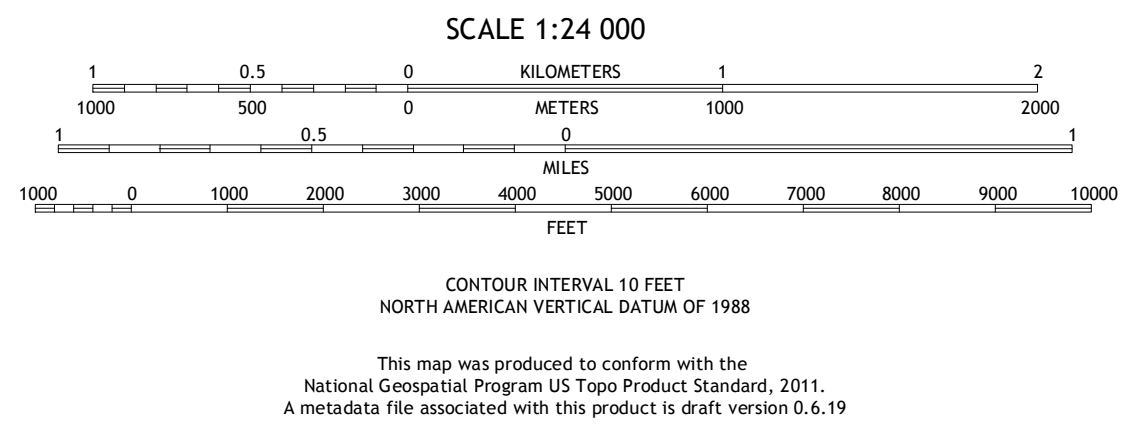 SCALE 1:24 000
1 0.5 0 KILOMETERS 1 2
1000 500 0 METERS 1000 2000
1 0.5 0 1
MILES
1000 0 1000 2000 3000 4000 5000 6000 7000 8000 9000 10000
FEET
CONTOUR INTERVAL 10 FEET
NORTH AMERICAN VERTICAL DATUM OF 1988
This map was produced to conform with the
National Geospatial Program US Topo Product Standard, 2011.
A metadata file associated with this product is draft version 0.6.19